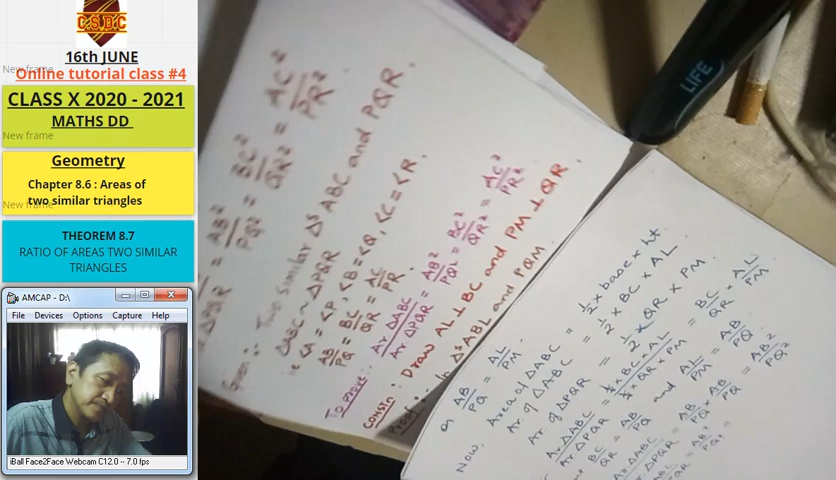 C.S.D.C
16th JUNE
New frame
Online tutorial class #4
CLASS X 2020 - 2021
MATHS DD
New frame
Geometry
Chapter 8.6 : Areas of
two similar triangles
New frame
THEOREM 8.7
RATIO OF AREAS TWO SIMILAR
TRIANGLES
AMCAP - D:\
File Devices Options Capture Help
iBall Face2Face Webcam C12.0 -- 7.0 fps
LIFE
ΔPQR = AB²/PQ² = BC²/QR² = AC²/PR²
Given :- Two similar Δs ABC and PQR.
ΔABC ~ ΔPQR
i.e <A = <P, <B = <Q, <C = <R.
AB/PQ = BC/QR = AC/PR.
To Prove : Ar ΔABC/Ar ΔPQR = AB²/PQ² = BC²/QR² = AC²/PR²
CONSTn : Draw AL ⊥ BC and PM ⊥ QR.
Proof : In Δs ABL and PQM
or AB/PQ = AL/PM.
Now, Area of ΔABC = 1/2 × base × ht.
Ar. of ΔABC = 1/2 × BC × AL
Ar. of ΔPQR = 1/2 × QR × PM.
Ar ΔABC/Ar ΔPQR = 1/2 × BC × AL/1/2 × QR × PM = BC/QR × AL/PM
BC/QR = AB/PQ and AL/PM = AB/PQ.
Ar ΔABC/Ar ΔPQR = AB/PQ × AB/PQ = AB²/PQ²
AB²/PQ² =